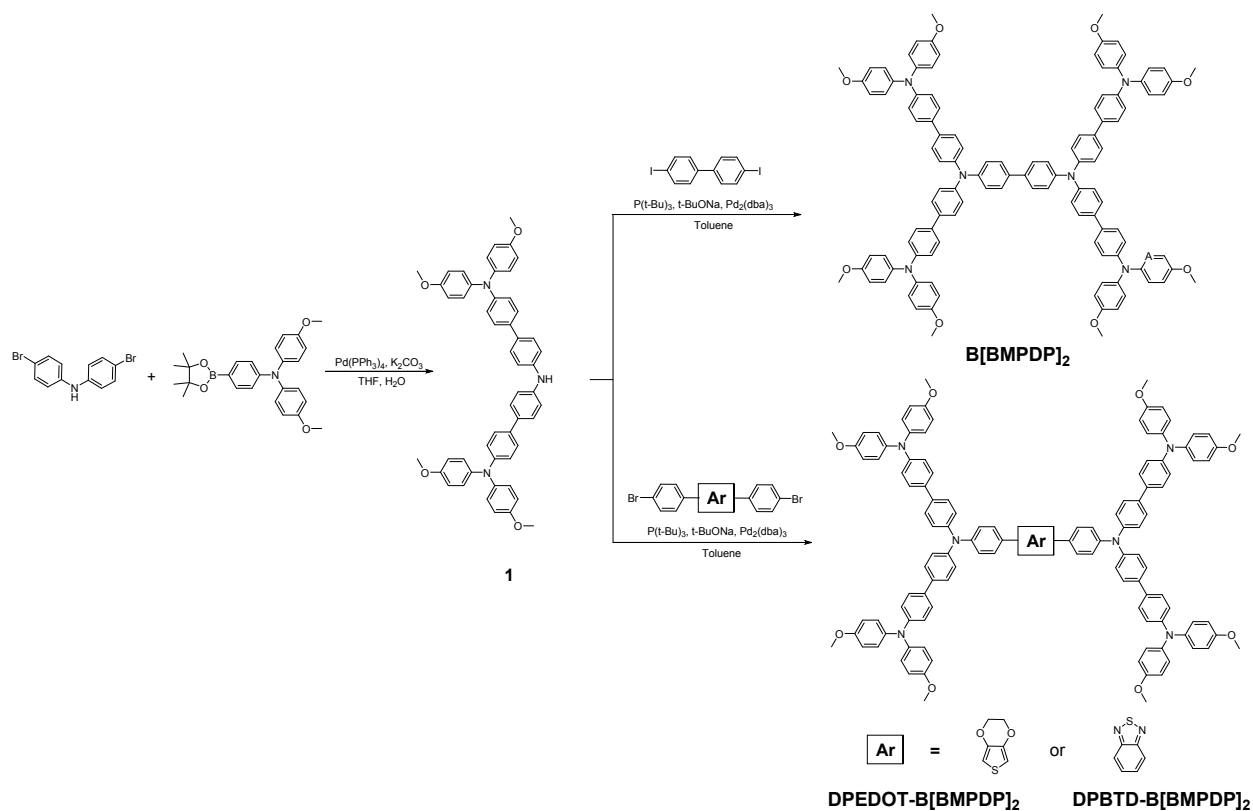 O
O
O
N
N
O
I
I
P(t-Bu)3, t-BuONa, Pd2(dba)3
Toluene
N
N
O
N
O
N
A
O
O
O
B[BMPDP]2
O
O
N
Br
Br
N
H
+
O
B
O
N
O
O
Pd(PPh3)4, K2CO3
THF, H2O
NH
O
N
O
O
1
Br
Ar
Br
P(t-Bu)3, t-BuONa, Pd2(dba)3
Toluene
O
O
O
N
N
O
N
Ar
N
O
N
O
N
O
O
O
Ar
=
O
O
S
or
S
N
N
DPEDOT-B[BMPDP]2
DPBTD-B[BMPDP]2